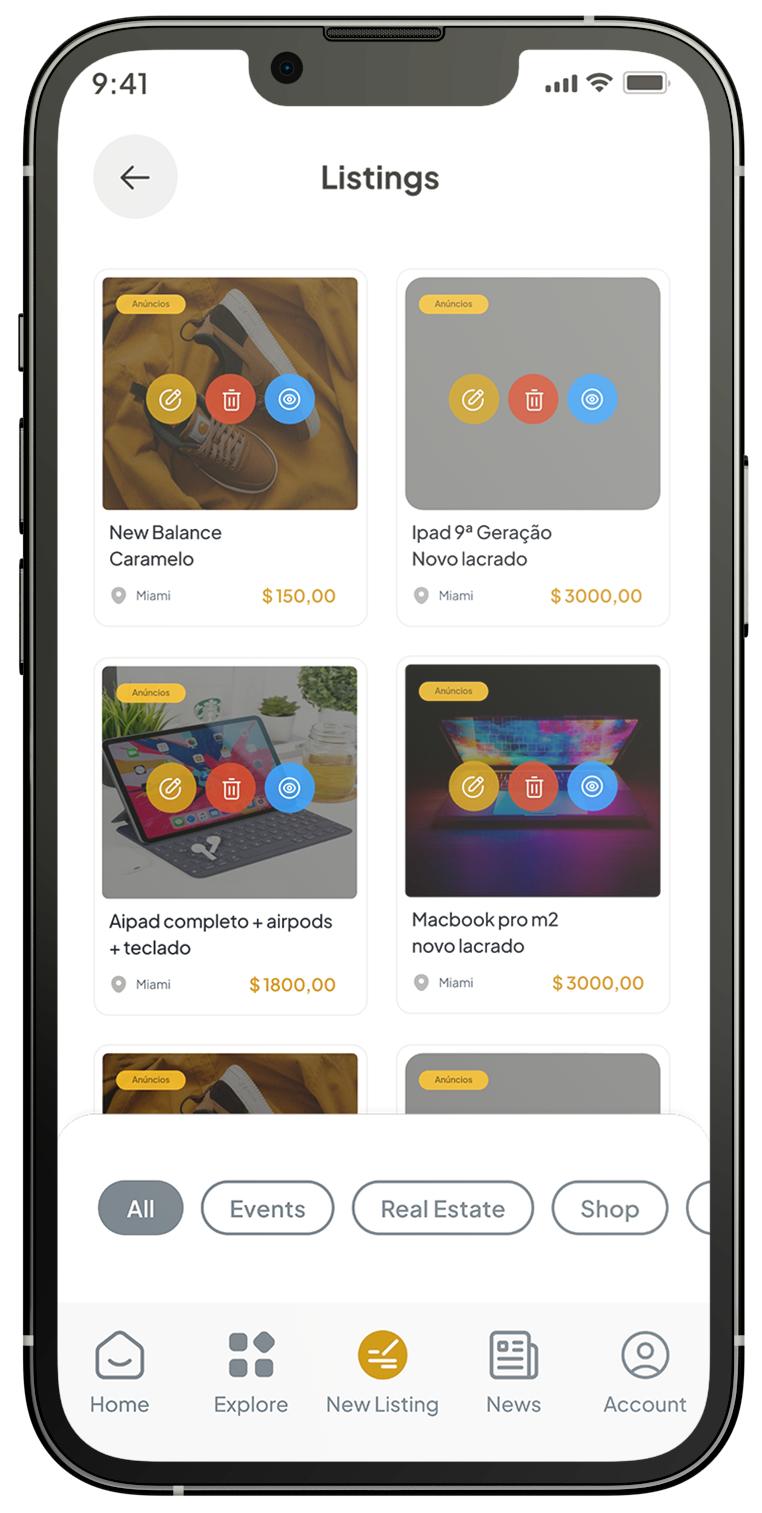 9:41
Listings
Anúncios
Anúncios
New Balance
Caramelo
Miami
$ 150,00
Ipad 9ª Geração
Novo lacrado
Miami
$ 3000,00
Anúncios
Anúncios
Aipad completo + airpods
+ teclado
Miami
$ 1800,00
Macbook pro m2
novo lacrado
Miami
$ 3000,00
Anúncios
Anúncios
All
Events
Real Estate
Shop
Home
Explore
New Listing
News
Account